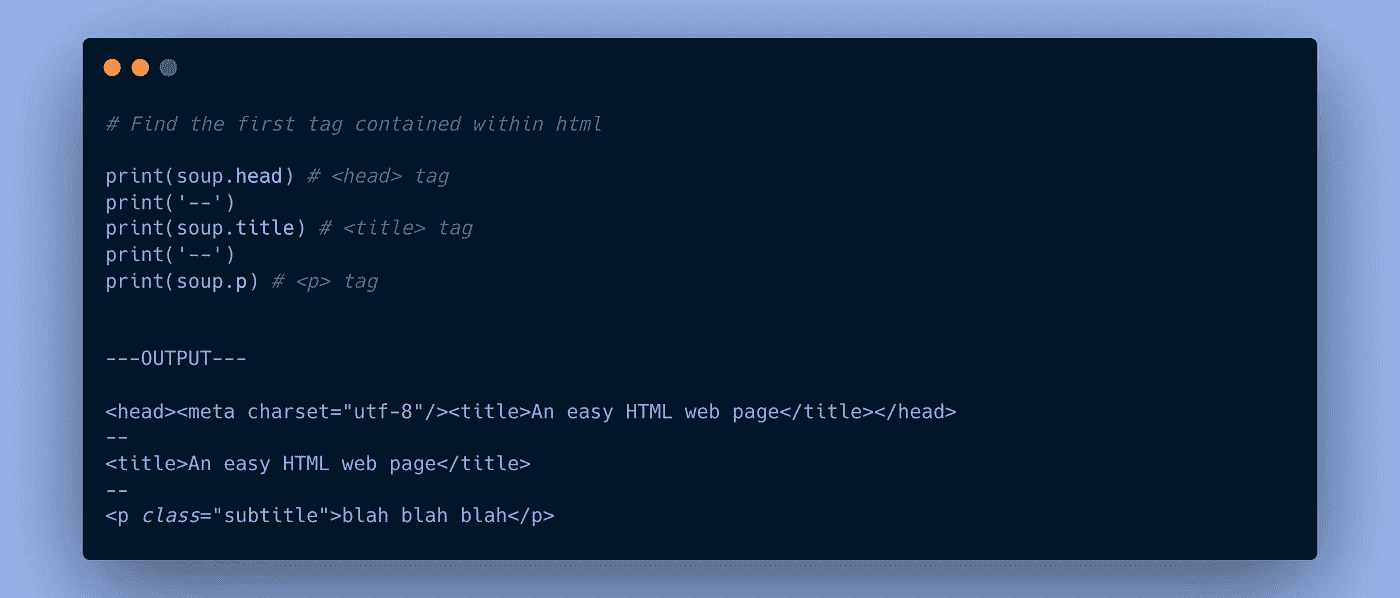 # Find the first tag contained within html
print(soup.head) # <head> tag
print('--')
print(soup.title) # <title> tag
print('--')
print(soup.p) # <p> tag
---OUTPUT---
<head><meta charset="utf-8"/><title>An easy HTML web page</title></head>
--
<title>An easy HTML web page</title>
--
<p class="subtitle">blah blah blah</p>